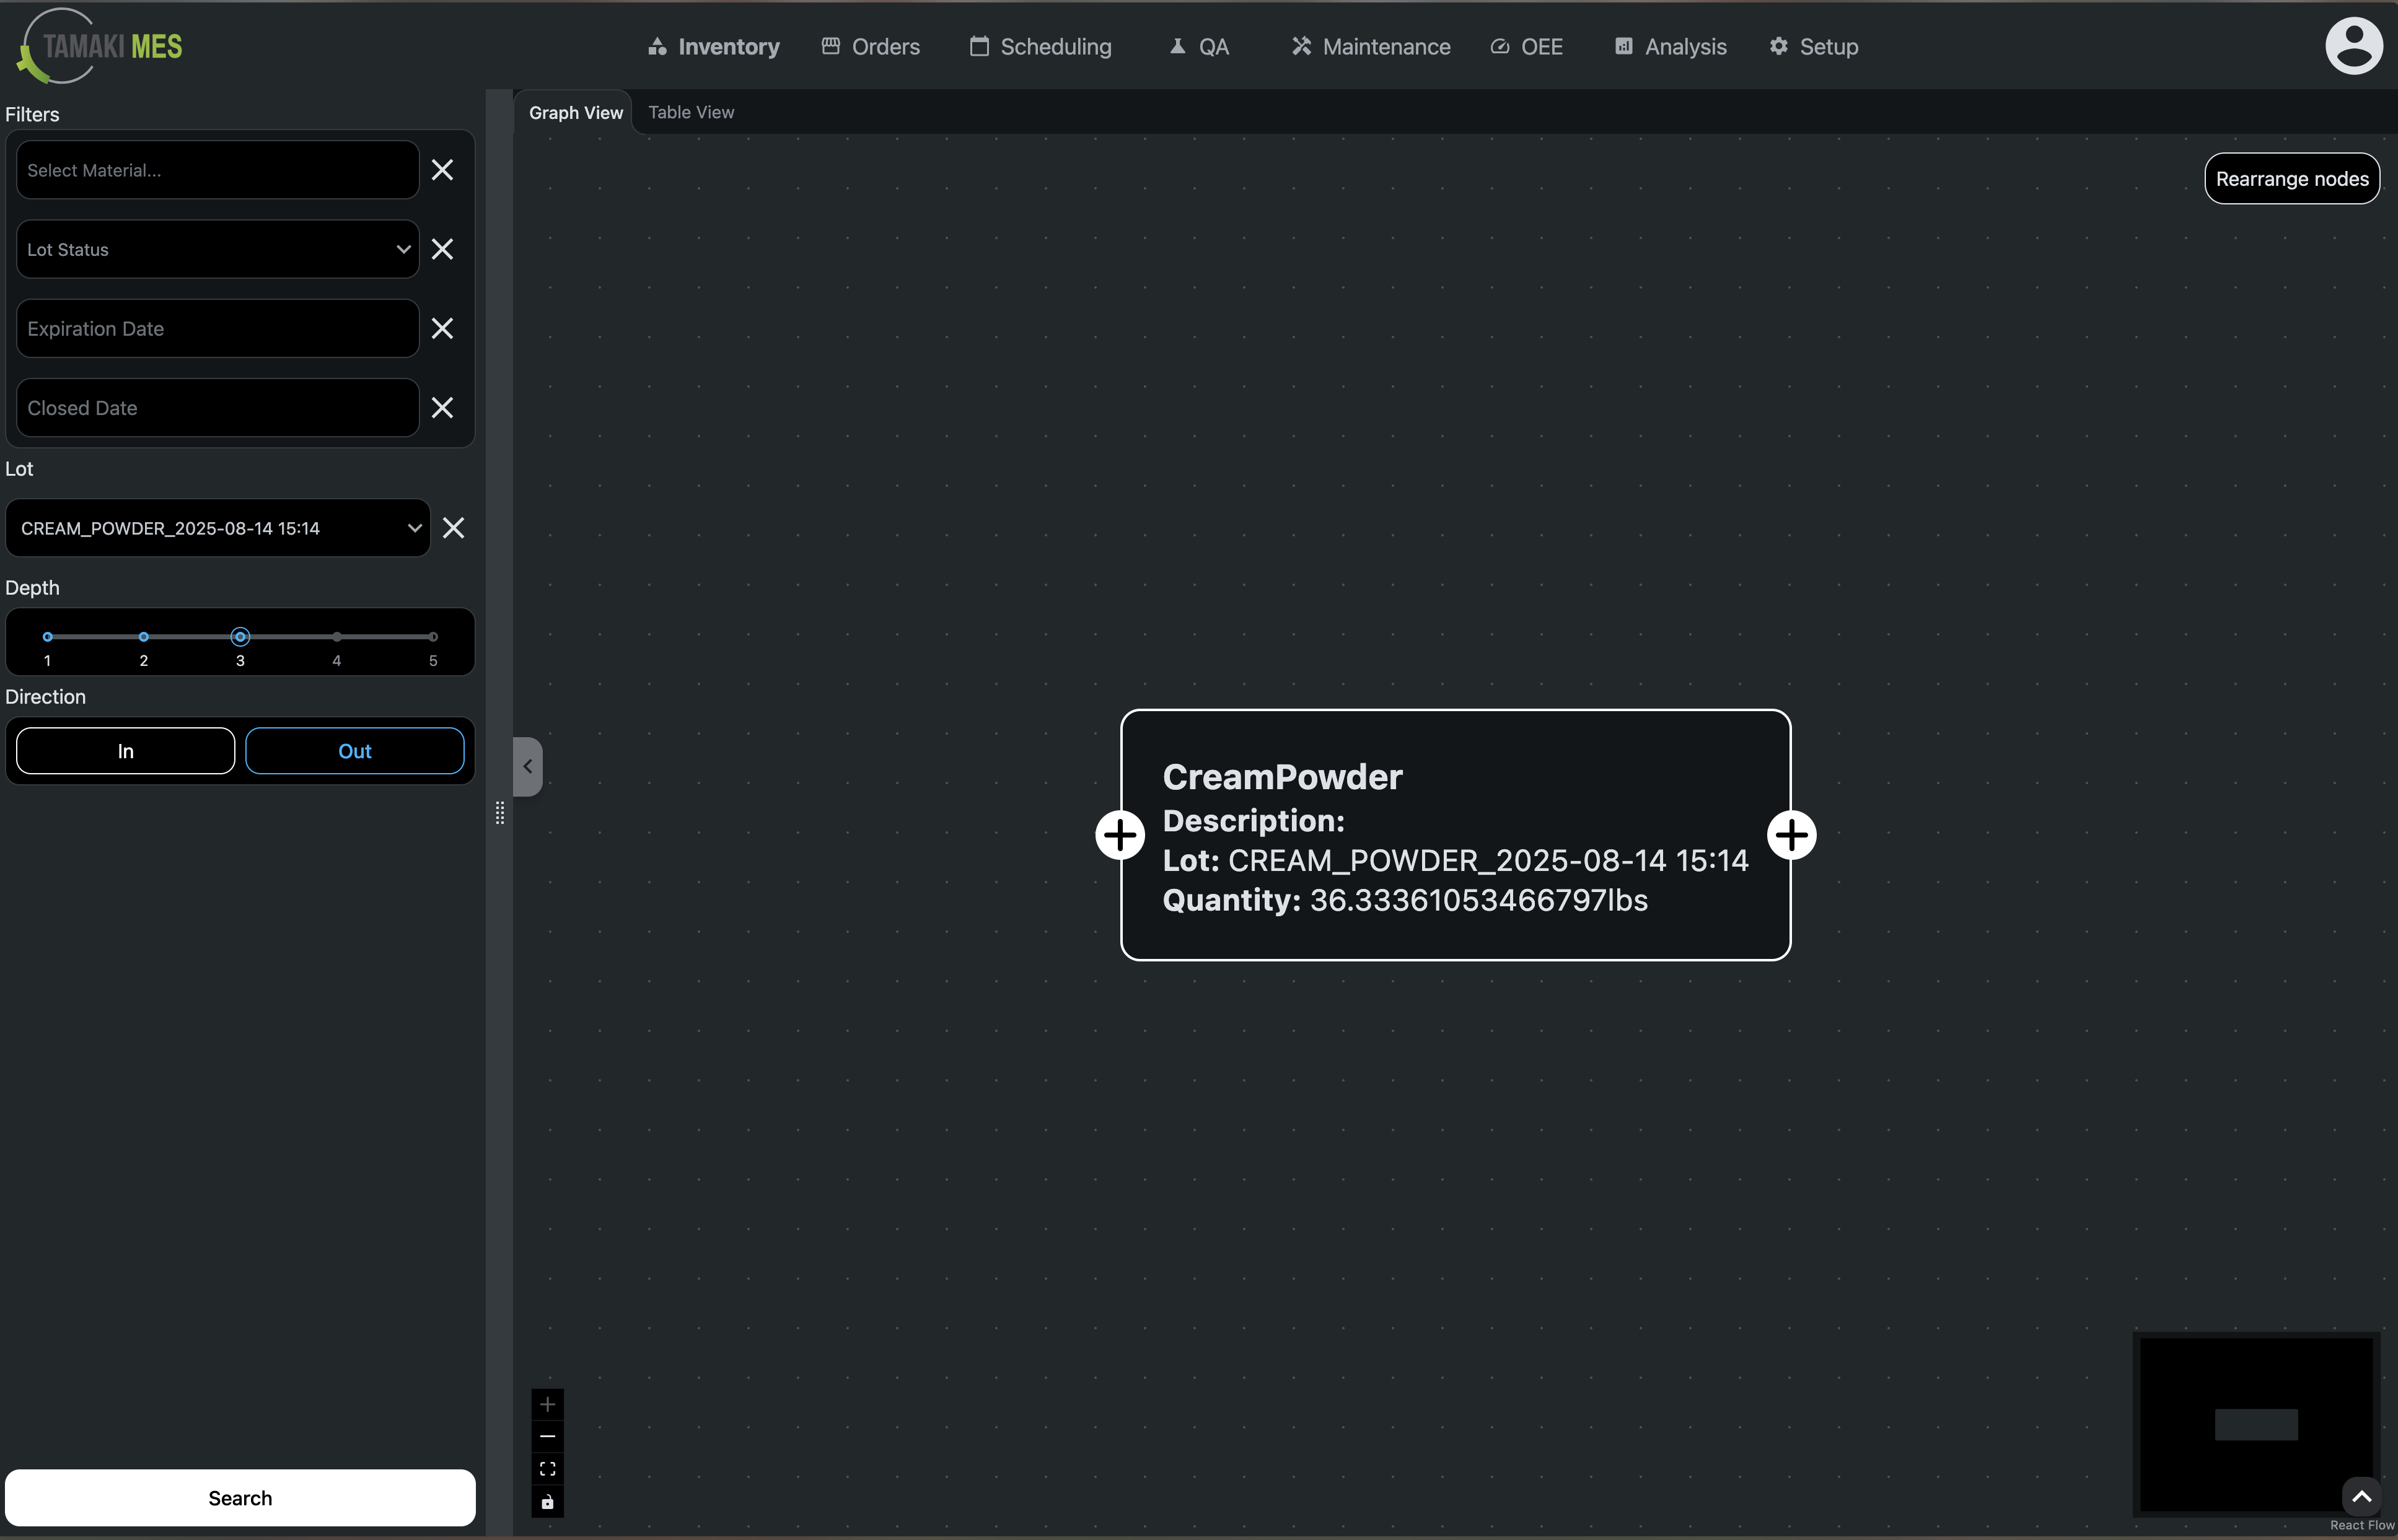 TAMAKI MES
Inventory
Orders
Scheduling
QA
Maintenance
OEE
Analysis
Setup
Filters
Select Material...
Lot Status
Expiration Date
Closed Date
Lot
CREAM_POWDER_2025-08-14 15:14
Depth
1 2 3 4 5
Direction
In
Out
Search
Graph View
Table View
Rearrange nodes
CreamPowder
Description:
Lot: CREAM_POWDER_2025-08-14 15:14
Quantity: 36.33361053466797lbs
React Flow